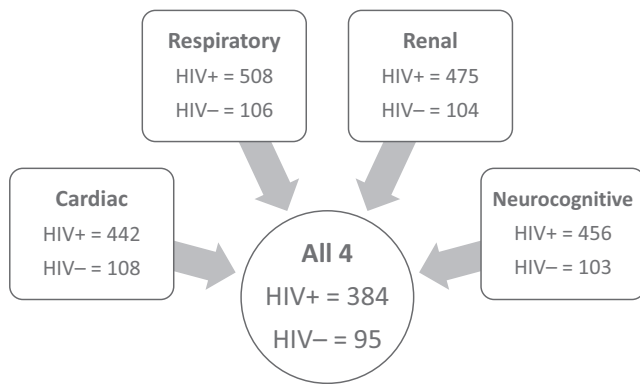 Respiratory
HIV+ = 508
HIV– = 106
Renal
HIV+ = 475
HIV– = 104
Cardiac
HIV+ = 442
HIV– = 108
Neurocognitive
HIV+ = 456
HIV– = 103
All 4
HIV+ = 384
HIV– = 95